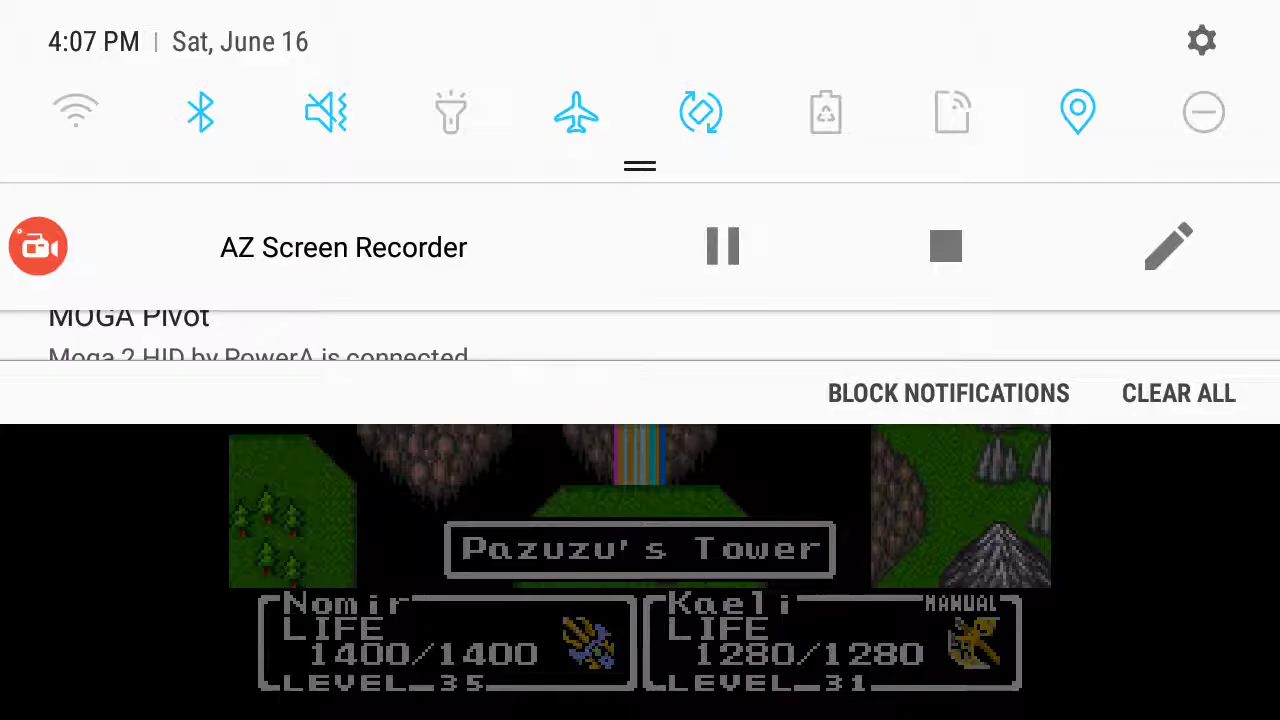 4:07 PM | Sat, June 16
AZ Screen Recorder
MOGA Pivot
Moga 2 HID by PowerA is connected
BLOCK NOTIFICATIONS CLEAR ALL
Pazuzu's Tower
Nomir Kaeli MANUAL
LIFE LIFE
1400/1400 1280/1280
LEVEL 35 LEVEL 31